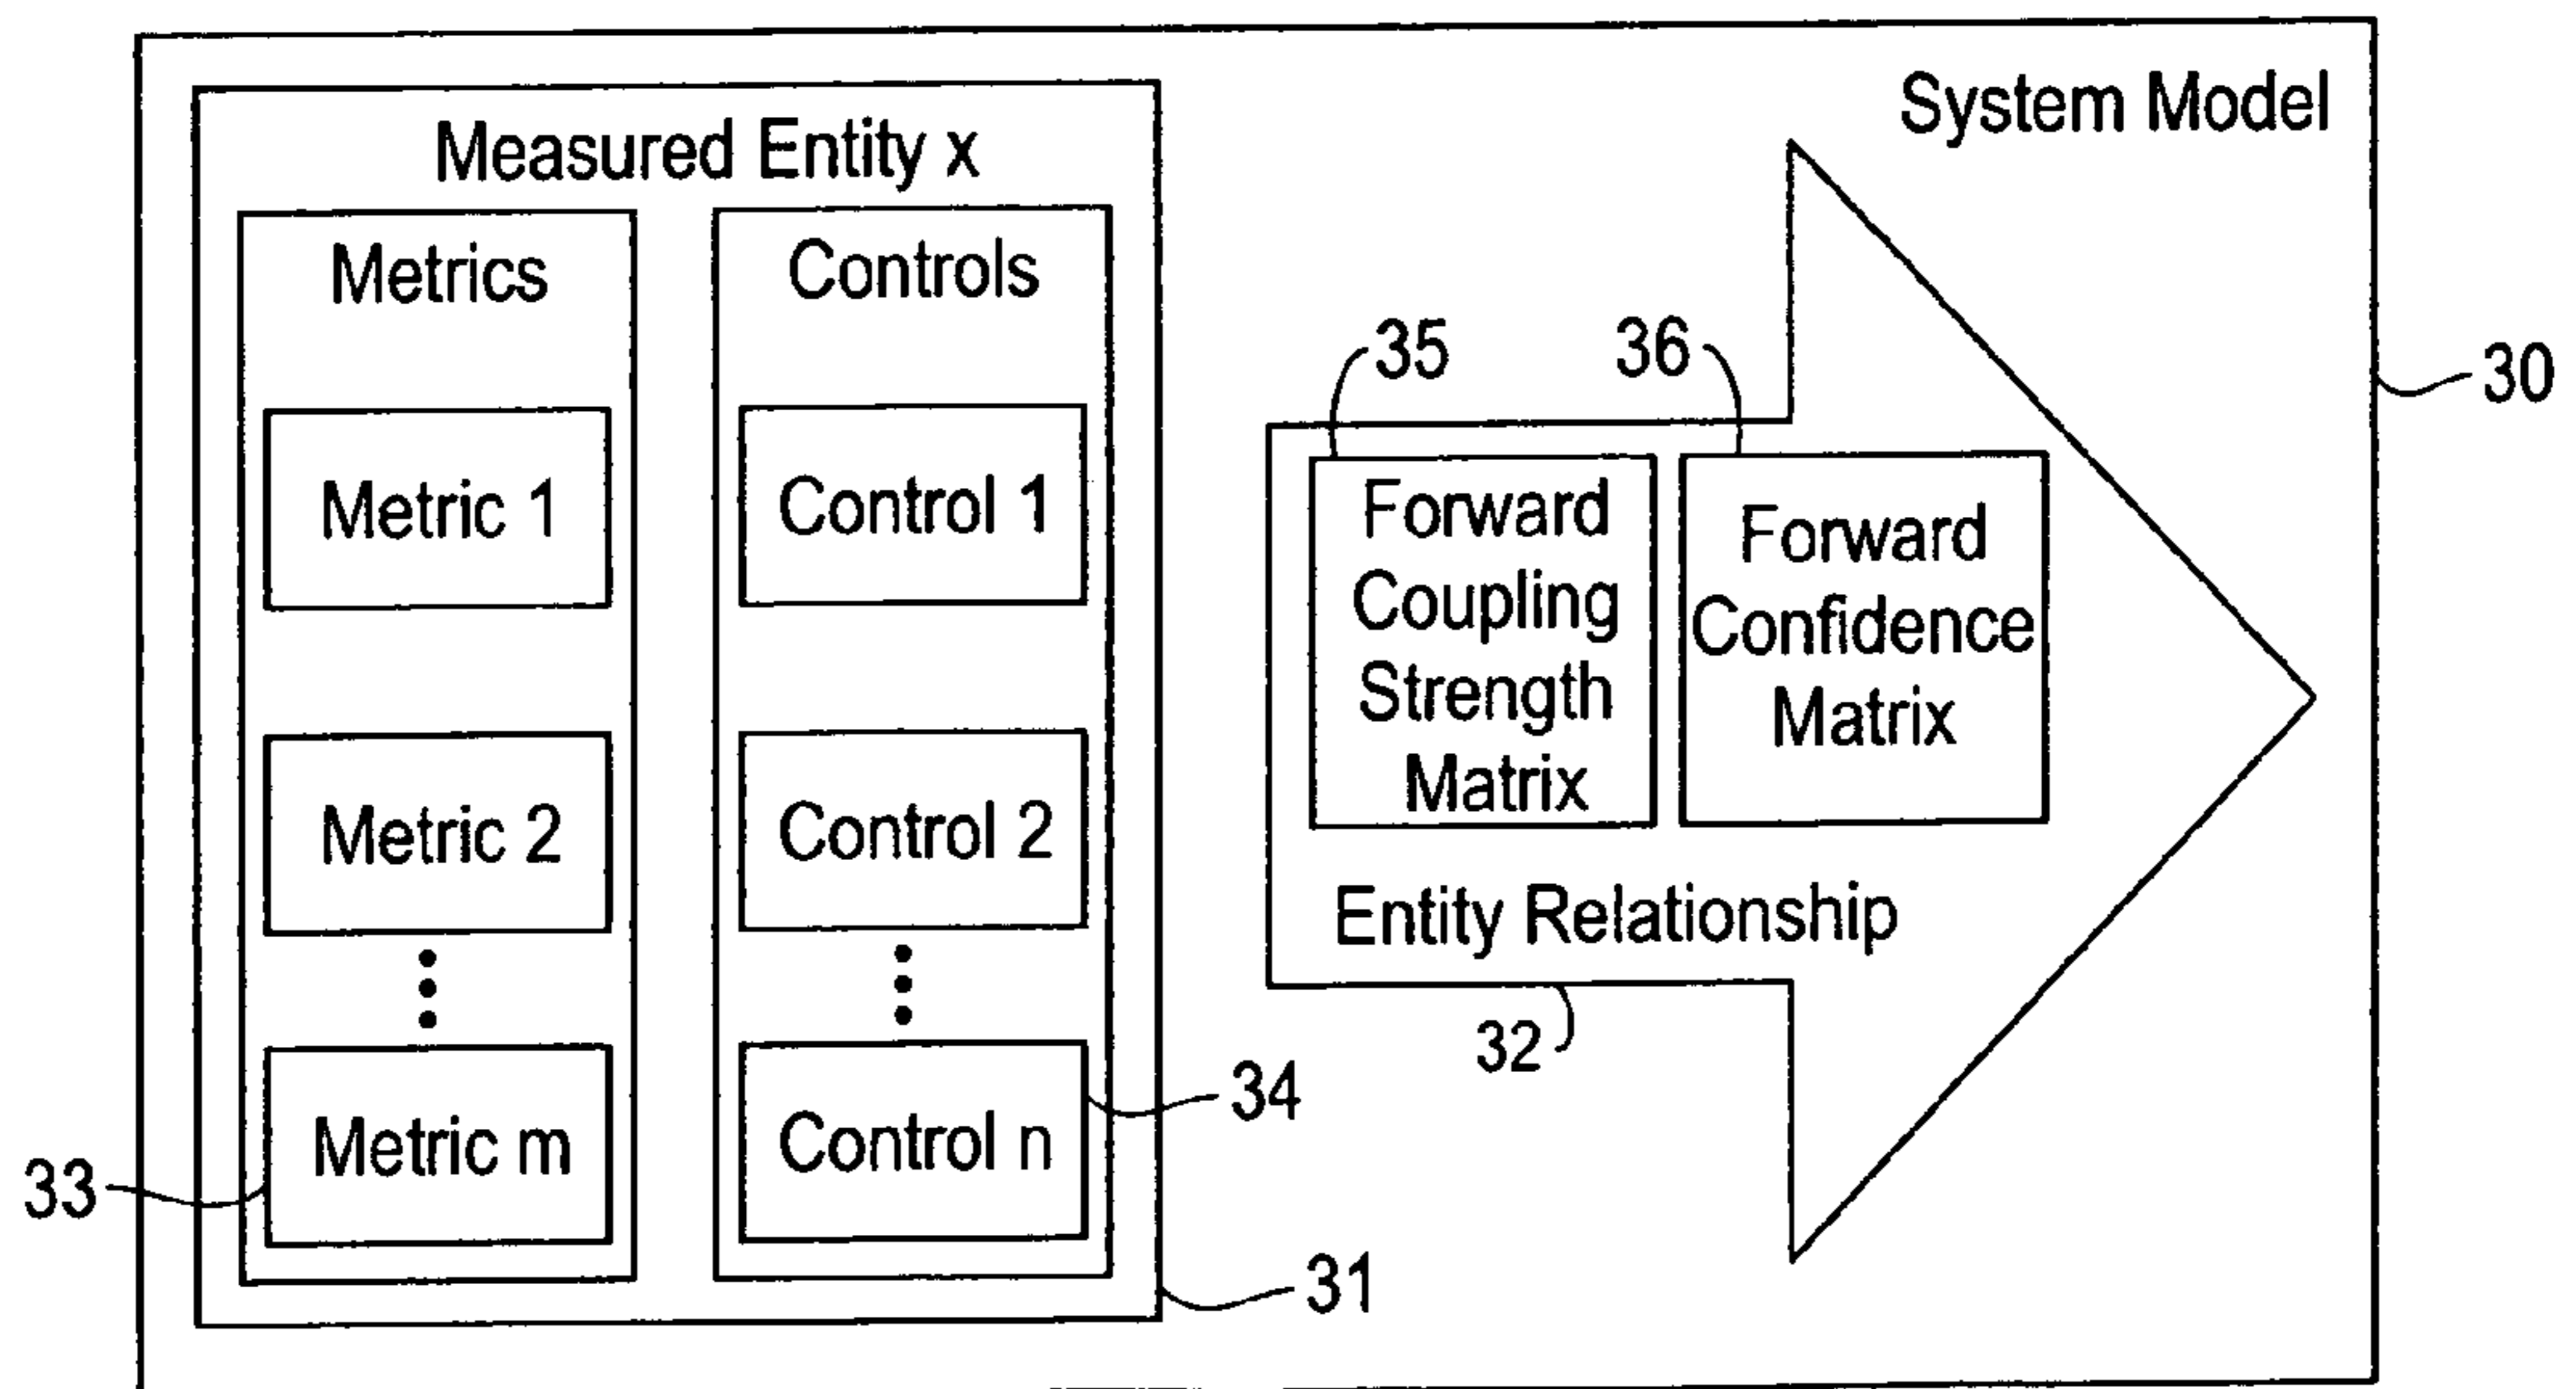 System Model
Measured Entity x
Metrics
Controls
Metric 1
Control 1
Metric 2
Control 2
Metric m
Control n
33
34
31
35
36
30
Forward
Coupling
Strength
Matrix
Forward
Confidence
Matrix
Entity Relationship
32